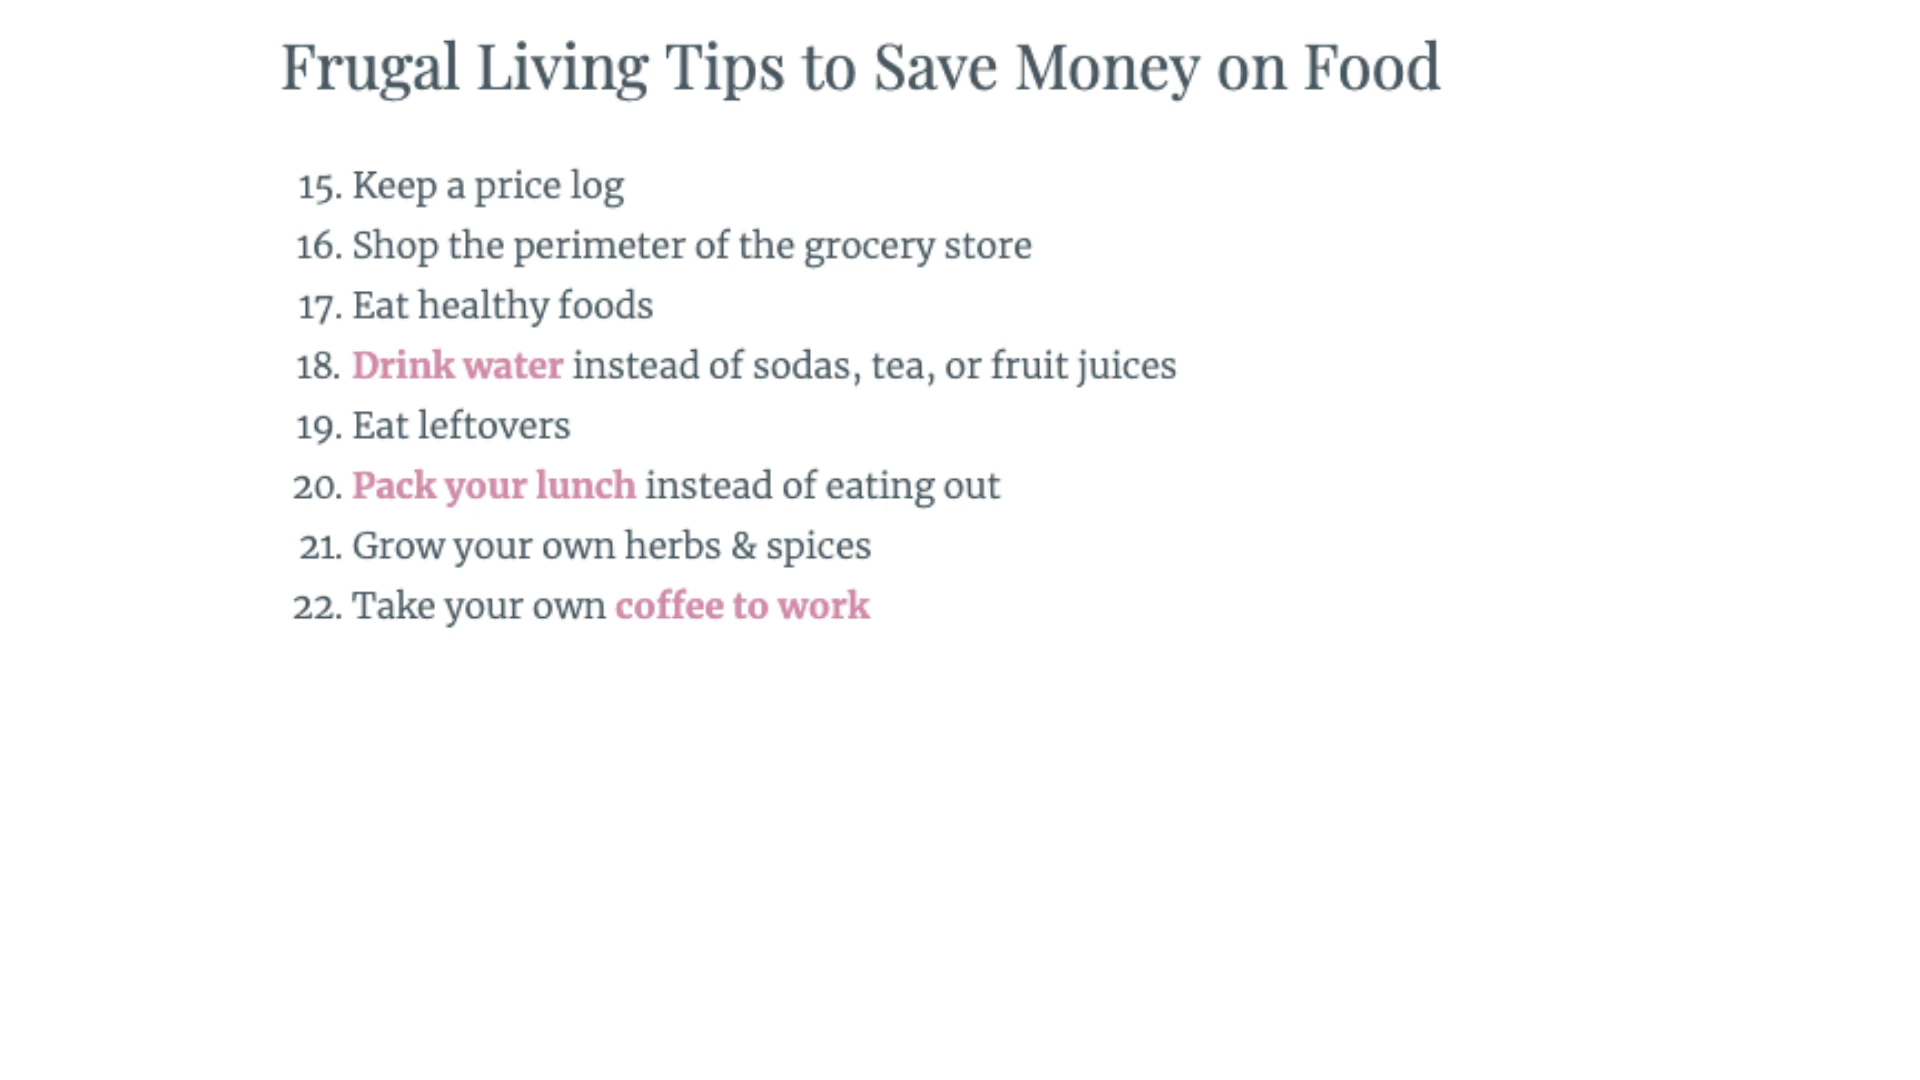 Frugal Living Tips to Save Money on Food
15. Keep a price log
16. Shop the perimeter of the grocery store
17. Eat healthy foods
18. Drink water instead of sodas, tea, or fruit juices
19. Eat leftovers
20. Pack your lunch instead of eating out
21. Grow your own herbs & spices
22. Take your own coffee to work